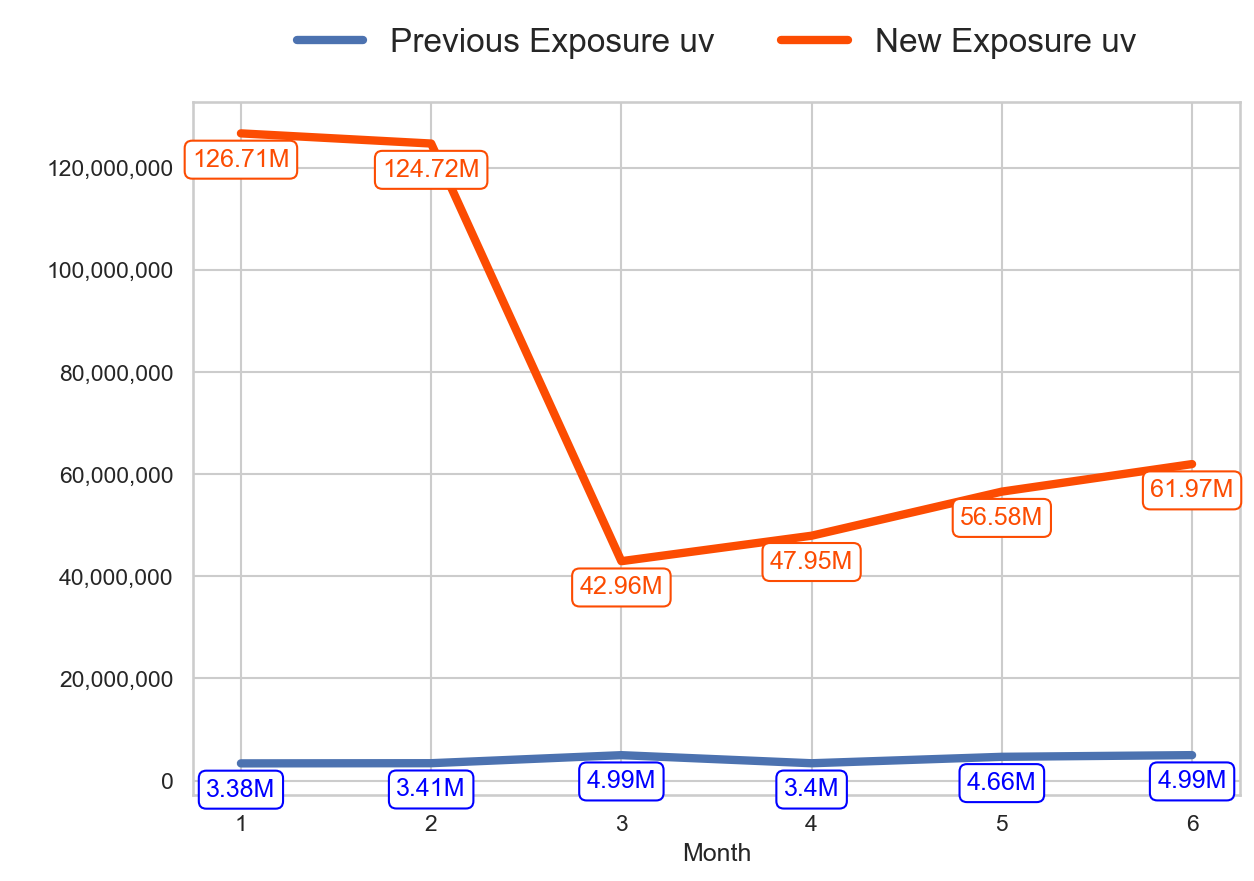 Previous Exposure uv New Exposure uv
126.71M
120,000,000
124.72M
100,000,000
80,000,000
60,000,000
61.97M
56.58M
47.95M
40,000,000
42.96M
20,000,000
0
3.38M 3.41M 4.99M 3.4M 4.66M 4.99M
1 2 3 4 5 6
Month